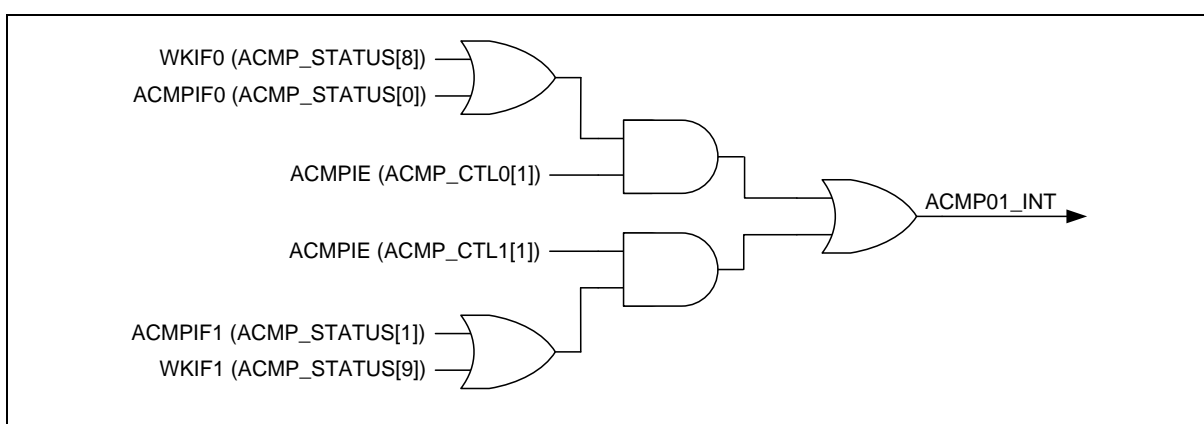 WKIF0 (ACMP_STATUS[8])
ACMPIF0 (ACMP_STATUS[0])
ACMPIE (ACMP_CTL0[1])
ACMP01_INT
ACMPIE (ACMP_CTL1[1])
ACMPIF1 (ACMP_STATUS[1])
WKIF1 (ACMP_STATUS[9])